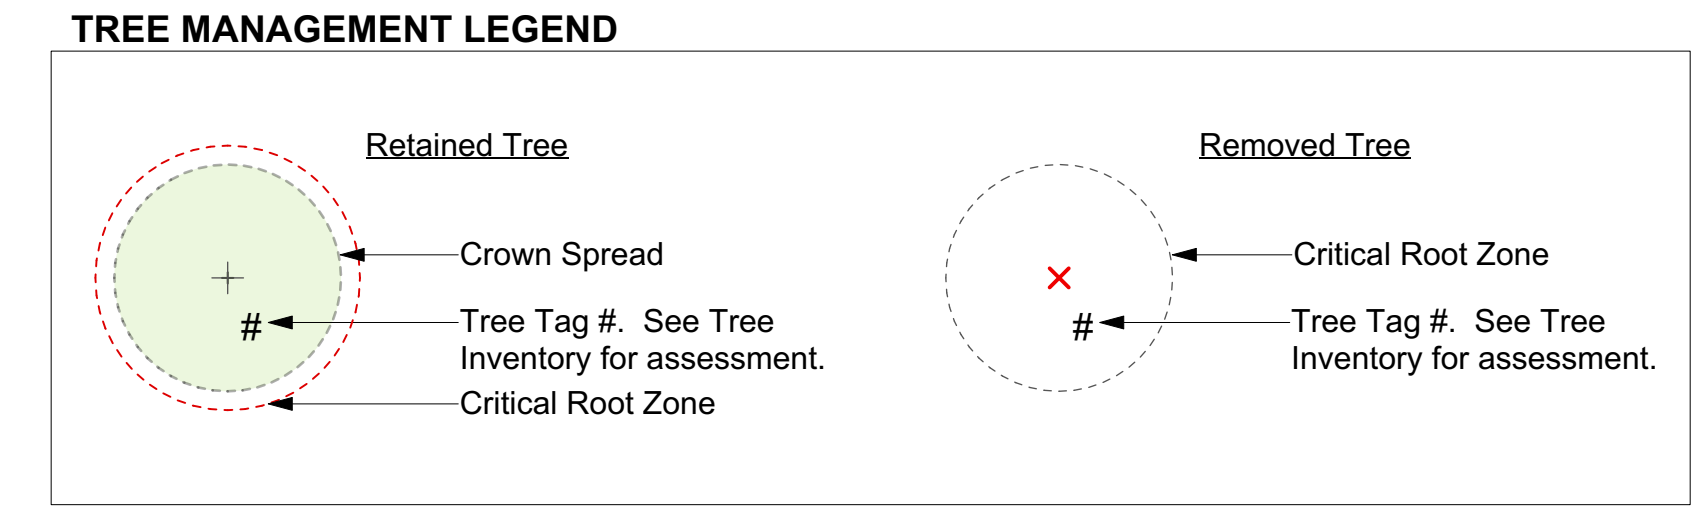 TREE MANAGEMENT LEGEND
Retained Tree
Crown Spread
#
Tree Tag #.  See Tree
Inventory for assessment.
Critical Root Zone
Removed Tree
Critical Root Zone
#
Tree Tag #.  See Tree
Inventory for assessment.